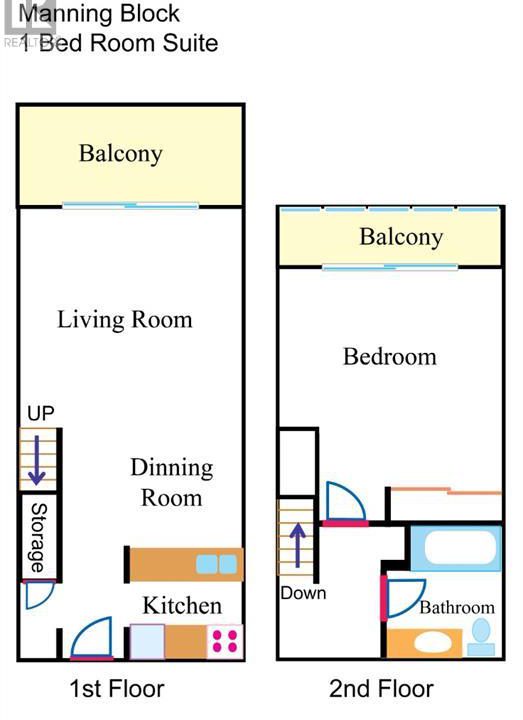 Manning Block
REALTOR
1 Bed Room Suite
Balcony
Living Room
UP
Dinning
Room
Storage
Kitchen
1st Floor
Balcony
Bedroom
Down
Bathroom
2nd Floor